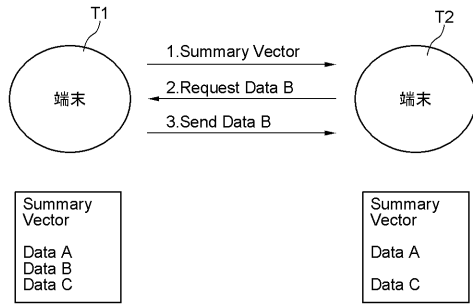 T1
T2
1.Summary Vector
2.Request Data B
3.Send Data B
端末
端末
Summary
Vector
Data A
Data B
Data C
Summary
Vector
Data A
Data C